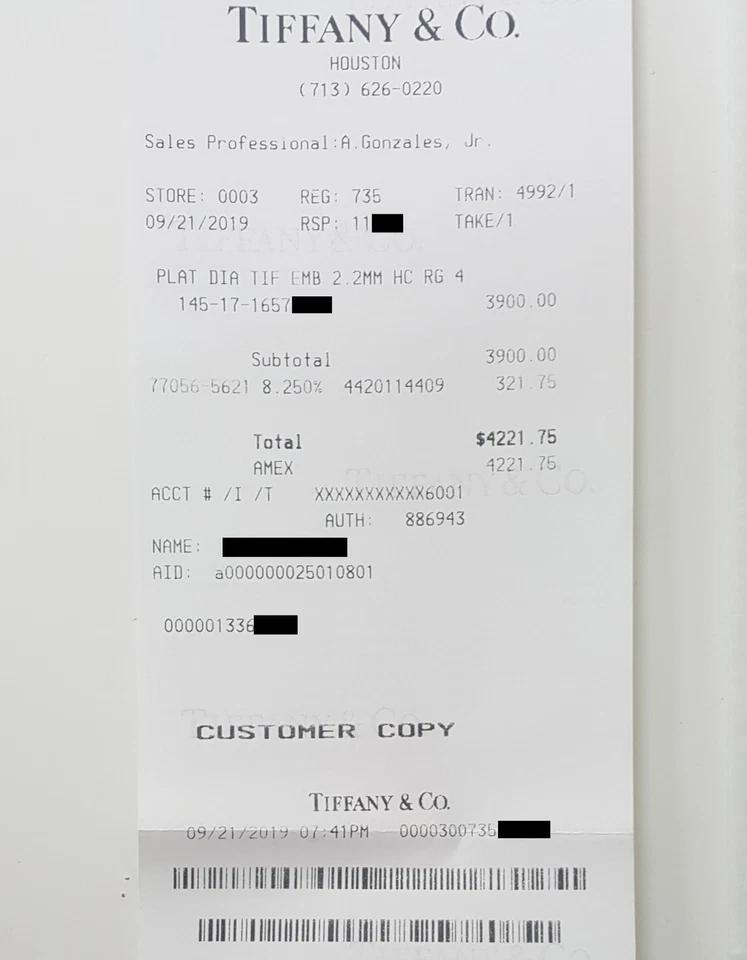 TIFFANY & CO.
HOUSTON
(713) 626-0220
Sales Professional:A.Gonzales, Jr.
STORE: 0003 REG: 735 TRAN: 4992/1
09/21/2019 RSP: 11 TAKE/1
PLAT DIA TIF EMB 2.2MM HC RG 4
145-17-1657 3900.00
Subtotal 3900.00
77056-5621 8.250% 4420114409 321.75
Total $4221.75
AMEX 4221.75
ACCT # /I /T XXXXXXXXXXX6001
AUTH: 886943
NAME:
AID: a000000025010801
000001336
CUSTOMER COPY
TIFFANY & CO.
09/21/2019 07:41PM 0000300735